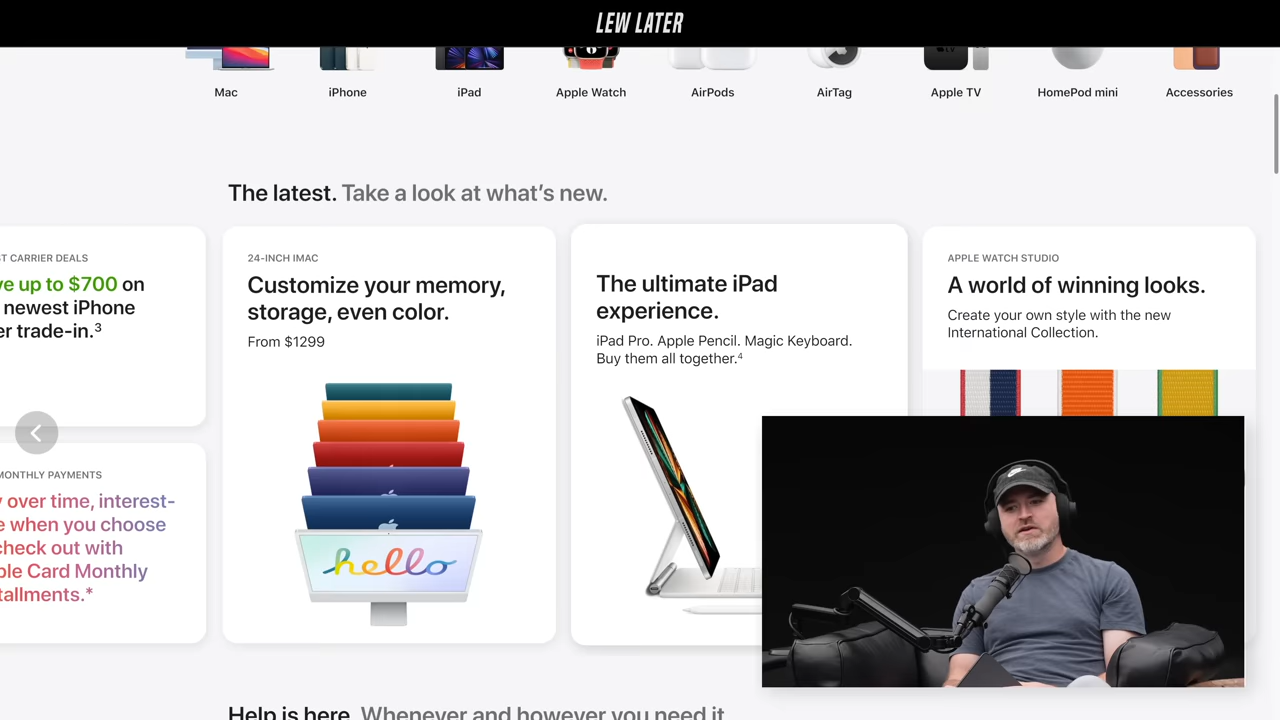 LEW LATER
Mac
iPhone
iPad
Apple Watch
AirPods
AirTag
Apple TV
HomePod mini
Accessories
The latest. Take a look at what's new.
CARRIER DEALS
up to $700 on
newest iPhone
trade-in.³
MONTHLY PAYMENTS
over time, interest-
when you choose
check out with
Card Monthly
24-INCH IMAC
Customize your memory,
storage, even color.
From $1299
hello
The ultimate iPad
experience.
iPad Pro. Apple Pencil. Magic Keyboard.
Buy them all together.⁴
APPLE WATCH STUDIO
A world of winning looks.
Create your own style with the new
International Collection.
Help is here. Whenever and however you need it